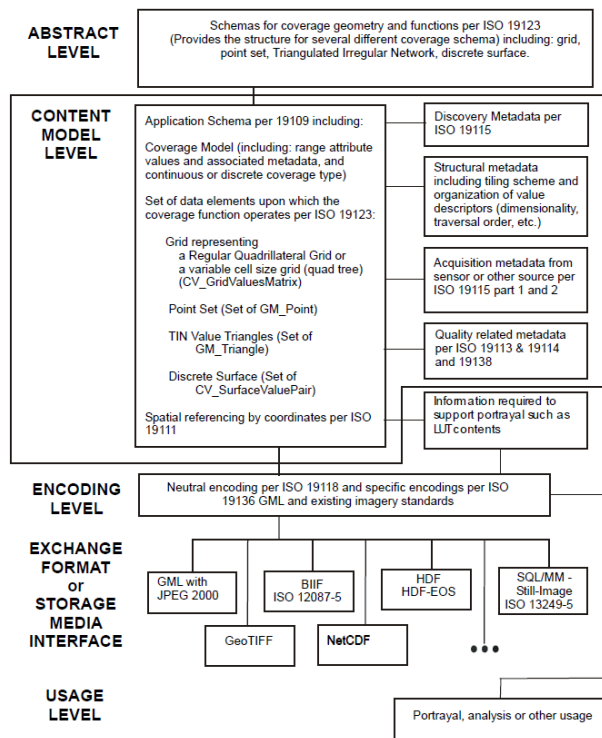 ABSTRACT
LEVEL
Schemas for coverage geometry and functions per ISO 19123
(Provides the structure for several different coverage schema) including: grid,
point set, Triangulated Irregular Network, discrete surface.
CONTENT
MODEL
LEVEL
Application Schema per 19109 including:
Coverage Model (including: range attribute
values and associated metadata, and
continuous or discrete coverage type)
Set of data elements upon which the
coverage function operates per ISO 19123:
Grid representing
a Regular Quadrillateral Grid or
a variable cell size grid (quad tree)
(CV_GridValuesMatrix)
Point Set (Set of GM_Point)
TIN Value Triangles (Set of
GM_Triangle)
Discrete Surface (Set of
CV_SurfaceValuePair)
Spatial referencing by coordinates per ISO
19111
Discovery Metadata per
ISO 19115
Structural metadata
including tiling scheme and
organization of value
descriptors (dimensionality,
traversal order, etc.)
Acquisition metadata from
sensor or other source per
ISO 19115 part 1 and 2
Quality related metadata
per ISO 19113 & 19114
and 19138
Information required to
support portrayal such as
LUT contents
ENCODING
LEVEL
Neutral encoding per ISO 19118 and specific encodings per ISO
19136 GML and existing imagery standards
EXCHANGE
FORMAT
or
STORAGE
MEDIA
INTERFACE
GML with
JPEG 2000
BIIF
ISO 12087-5
HDF
HDF-EOS
SQL/MM -
Still-Image
ISO 13249-5
GeoTIFF
NetCDF
•••
USAGE
LEVEL
Portrayal, analysis or other usage